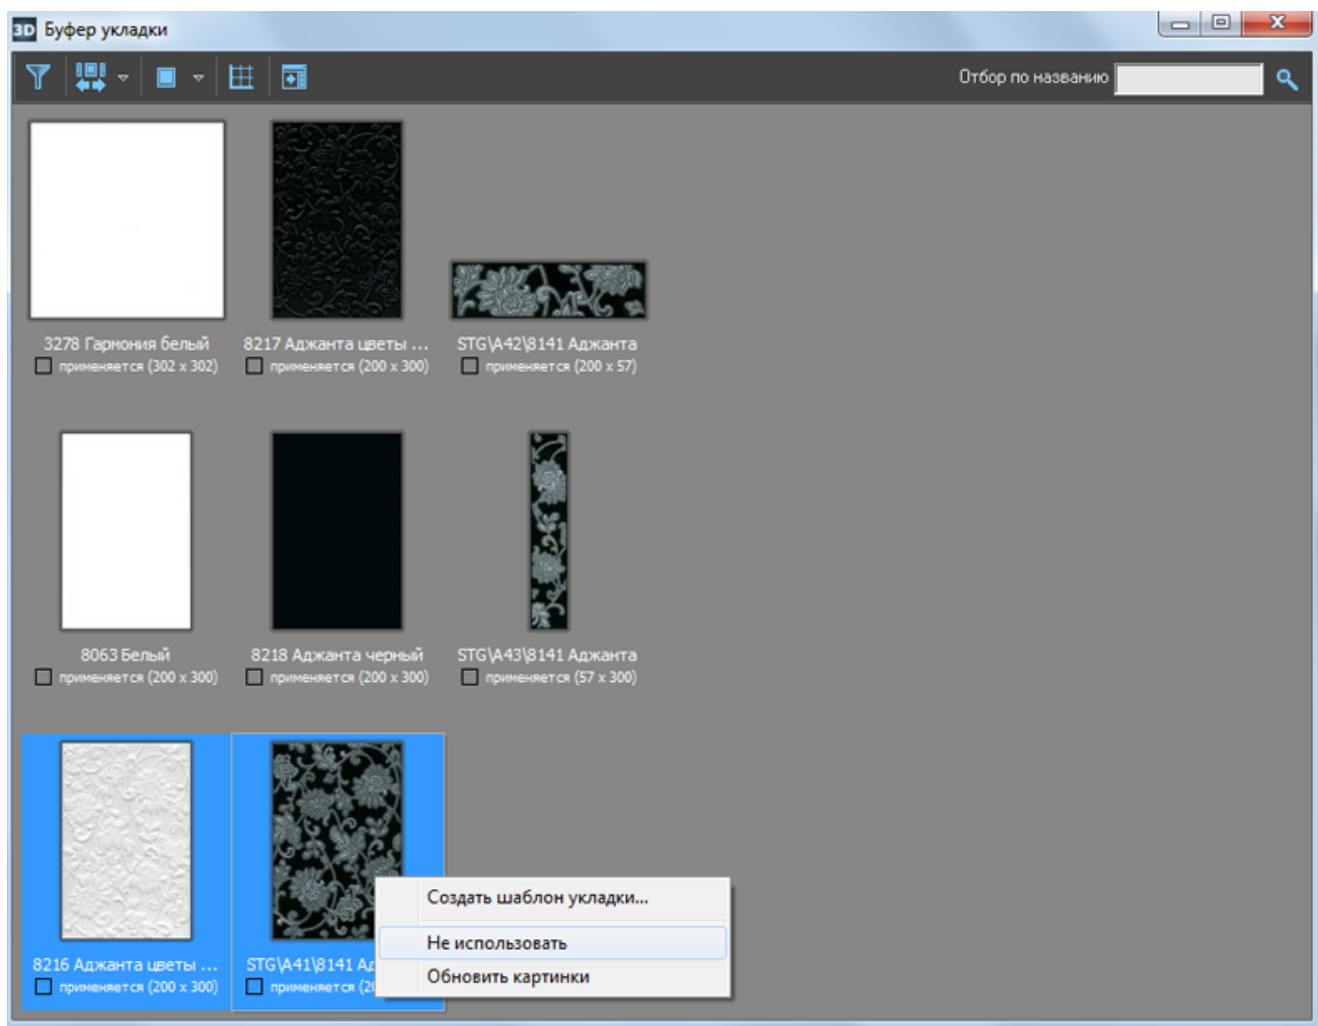 3D Буфер укладки
Отбор по названию
3278 Гармония белый
применяется (302 x 302)
8217 Аджанта цветы ...
применяется (200 x 300)
STG\A42\8141 Аджанта
применяется (200 x 57)
8063 Белый
применяется (200 x 300)
8218 Аджанта черный
применяется (200 x 300)
STG\A43\8141 Аджанта
применяется (57 x 300)
8216 Аджанта цветы ...
применяется (200 x 300)
STG\A41\8141
применяется
Создать шаблон укладки...
Не использовать
Обновить картинки